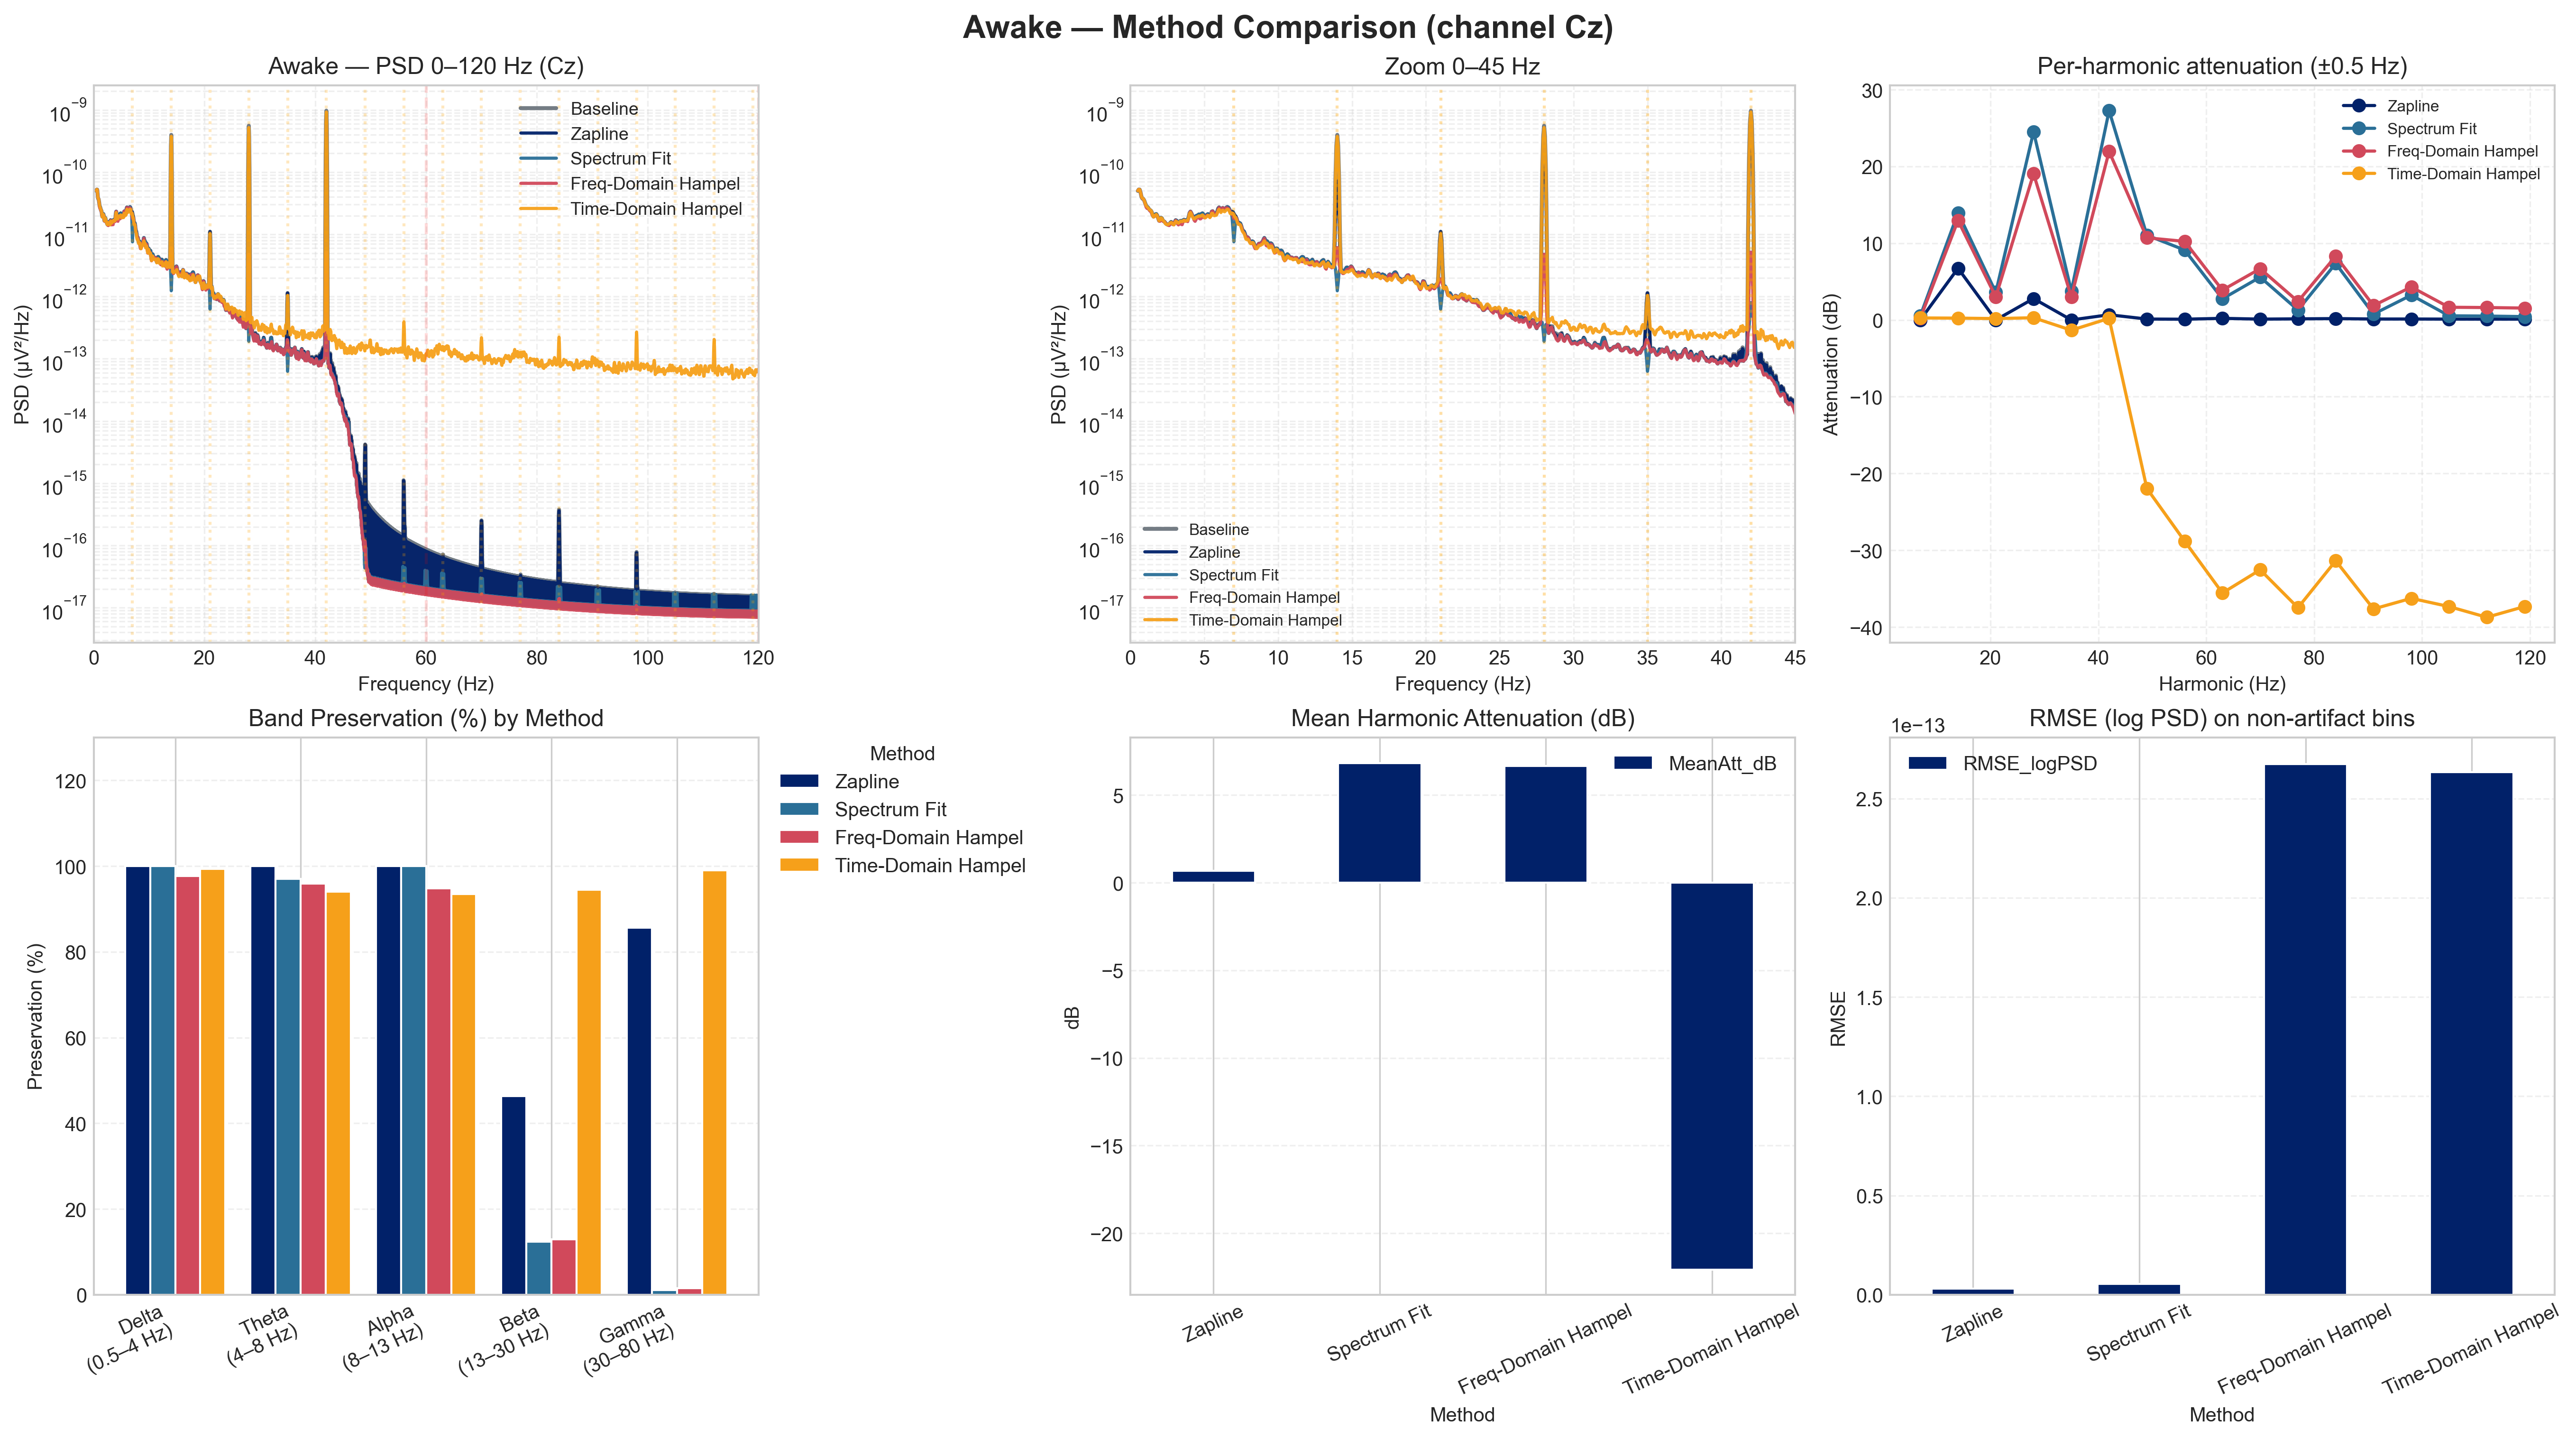 Awake — Method Comparison (channel Cz)
Awake — PSD 0–120 Hz (Cz)
PSD (µV²/Hz)
10⁻⁹
10⁻¹⁰
10⁻¹¹
10⁻¹²
10⁻¹³
10⁻¹⁴
10⁻¹⁵
10⁻¹⁶
10⁻¹⁷
Baseline
Zapline
Spectrum Fit
Freq-Domain Hampel
Time-Domain Hampel
0 20 40 60 80 100 120
Frequency (Hz)
Zoom 0–45 Hz
PSD (µV²/Hz)
10⁻⁹
10⁻¹⁰
10⁻¹¹
10⁻¹²
10⁻¹³
10⁻¹⁴
10⁻¹⁵
10⁻¹⁶
10⁻¹⁷
Baseline
Zapline
Spectrum Fit
Freq-Domain Hampel
Time-Domain Hampel
0 5 10 15 20 25 30 35 40 45
Frequency (Hz)
Per-harmonic attenuation (±0.5 Hz)
Attenuation (dB)
30
20
10
0
−10
−20
−30
−40
Zapline
Spectrum Fit
Freq-Domain Hampel
Time-Domain Hampel
20 40 60 80 100 120
Harmonic (Hz)
Band Preservation (%) by Method
Preservation (%)
120
100
80
60
40
20
0
Delta
(0.5–4 Hz)
Theta
(4–8 Hz)
Alpha
(8–13 Hz)
Beta
(13–30 Hz)
Gamma
(30–80 Hz)
Method
Zapline
Spectrum Fit
Freq-Domain Hampel
Time-Domain Hampel
Mean Harmonic Attenuation (dB)
dB
5
0
−5
−10
−15
−20
MeanAtt_dB
Zapline
Spectrum Fit
Freq-Domain Hampel
Time-Domain Hampel
Method
RMSE (log PSD) on non-artifact bins
1e−13
RMSE
2.5
2.0
1.5
1.0
0.5
0.0
RMSE_logPSD
Zapline
Spectrum Fit
Freq-Domain Hampel
Time-Domain Hampel
Method